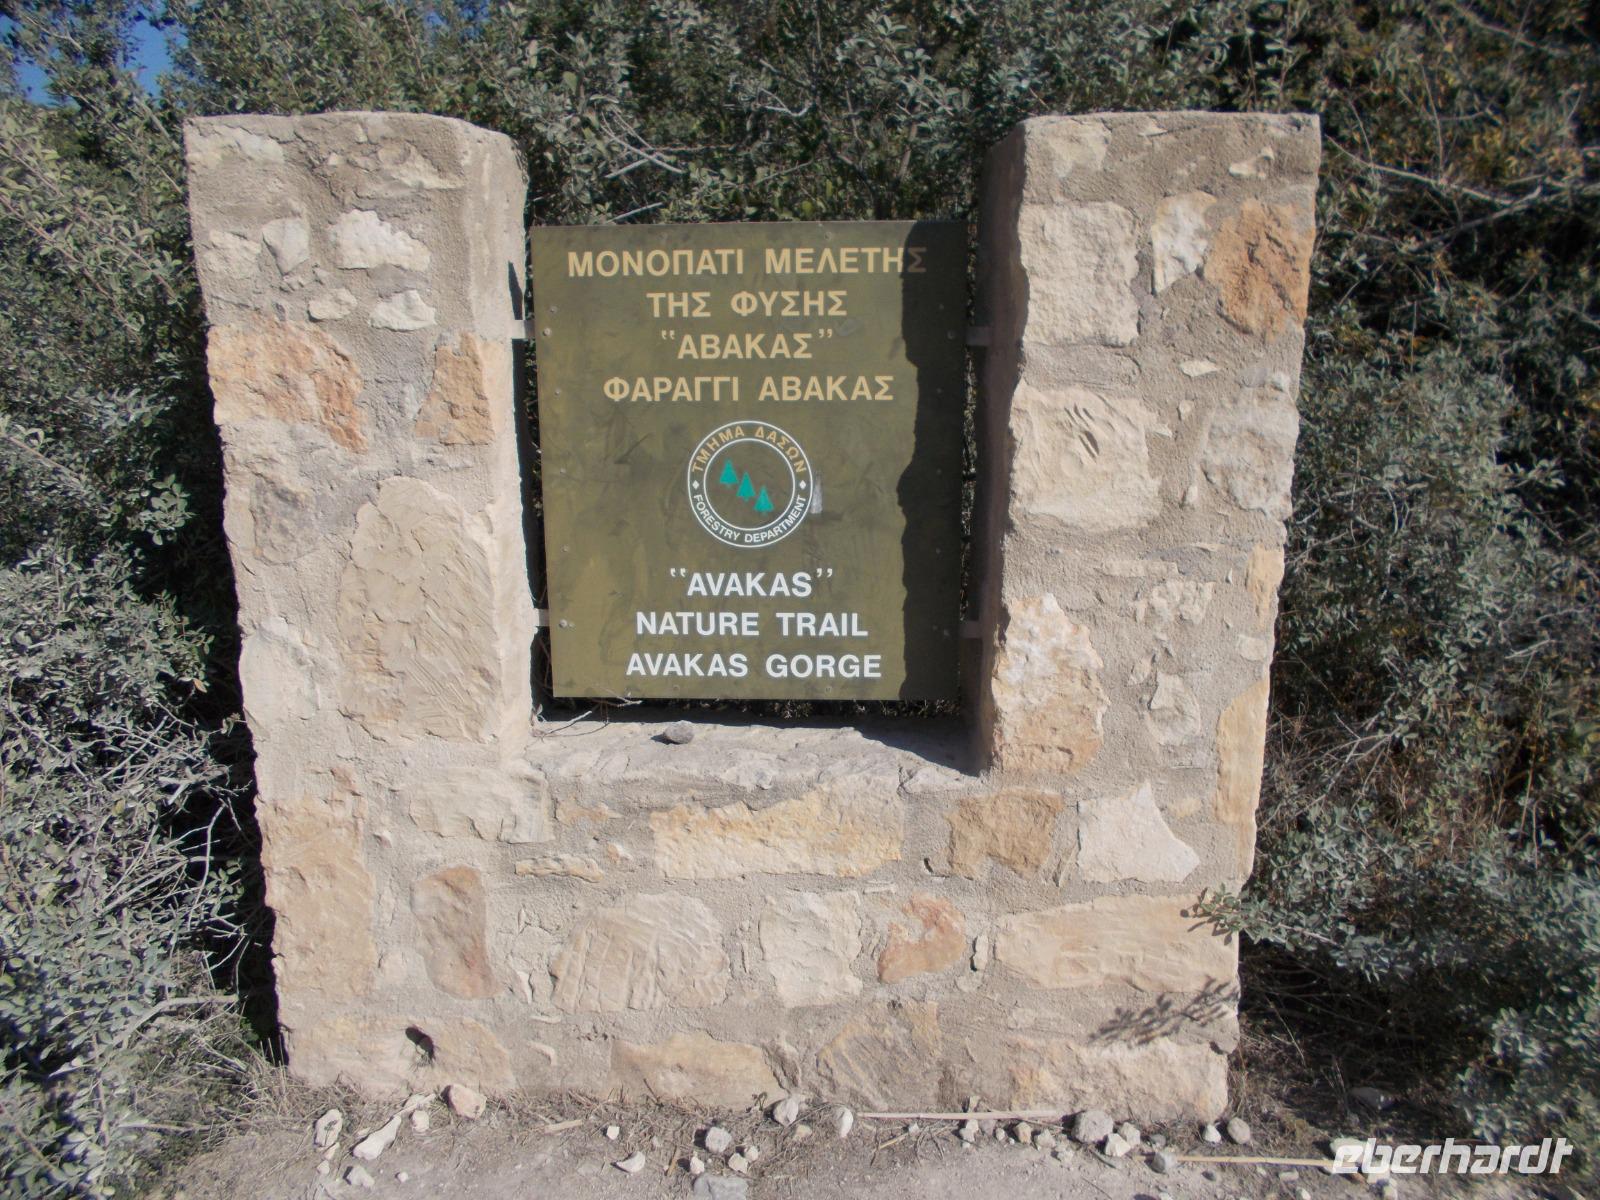 ΜΟΝΟΠΑΤΙ ΜΕΛΕΤΗΣ
ΤΗΣ ΦΥΣΗΣ
"ΑΒΑΚΑΣ"
ΦΑΡΑΓΓΙ ΑΒΑΚΑΣ
ΤΜΗΜΑ ΔΑΣΩΝ
FORESTRY DEPARTMENT
"AVAKAS"
NATURE TRAIL
AVAKAS GORGE
eberhardt